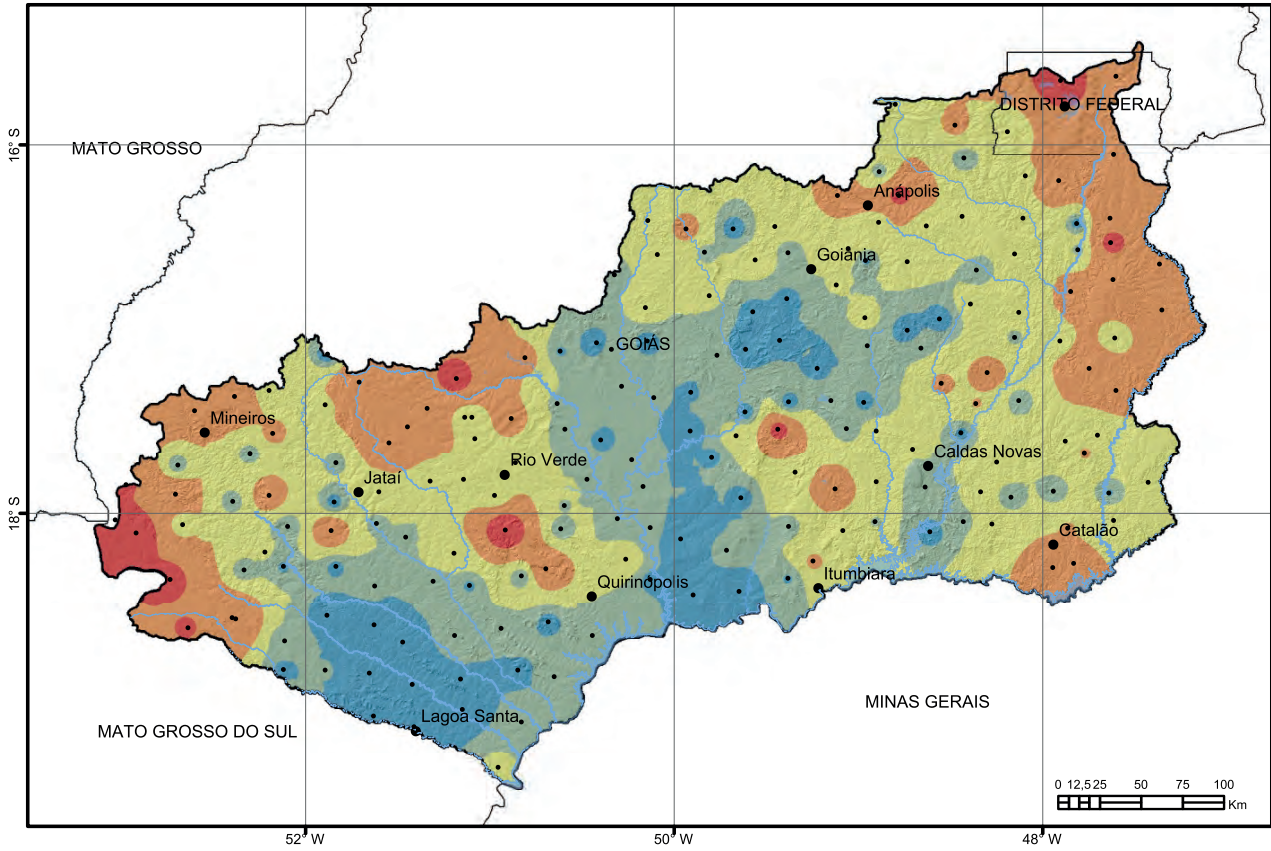 DISTRITO FEDERAL
16° S
MATO GROSSO
Anápolis
Goiânia
GOIÁS
Mineiros
Caldas Novas
Rio Verde
Jataí
18° S
Catalão
Itumbiara
Quirinópolis
MINAS GERAIS
Lagoa Santa
MATO GROSSO DO SUL
0 12,5 25 50 75 100
Km
52° W 50° W 48° W